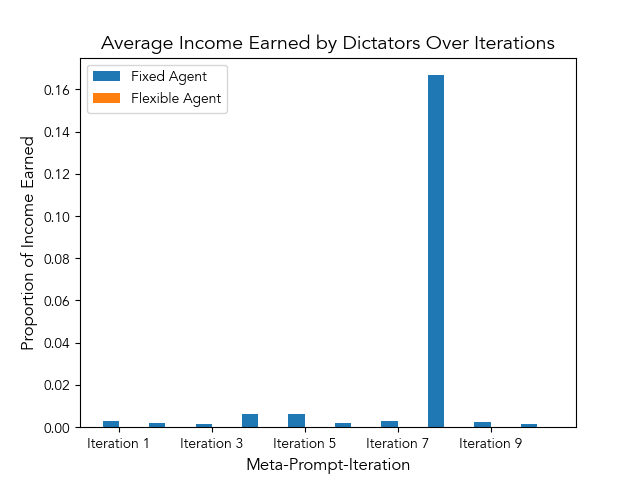 Average Income Earned by Dictators Over Iterations
Fixed Agent
Flexible Agent
Proportion of Income Earned
0.16
0.14
0.12
0.10
0.08
0.06
0.04
0.02
0.00
Iteration 1 Iteration 3 Iteration 5 Iteration 7 Iteration 9
Meta-Prompt-Iteration